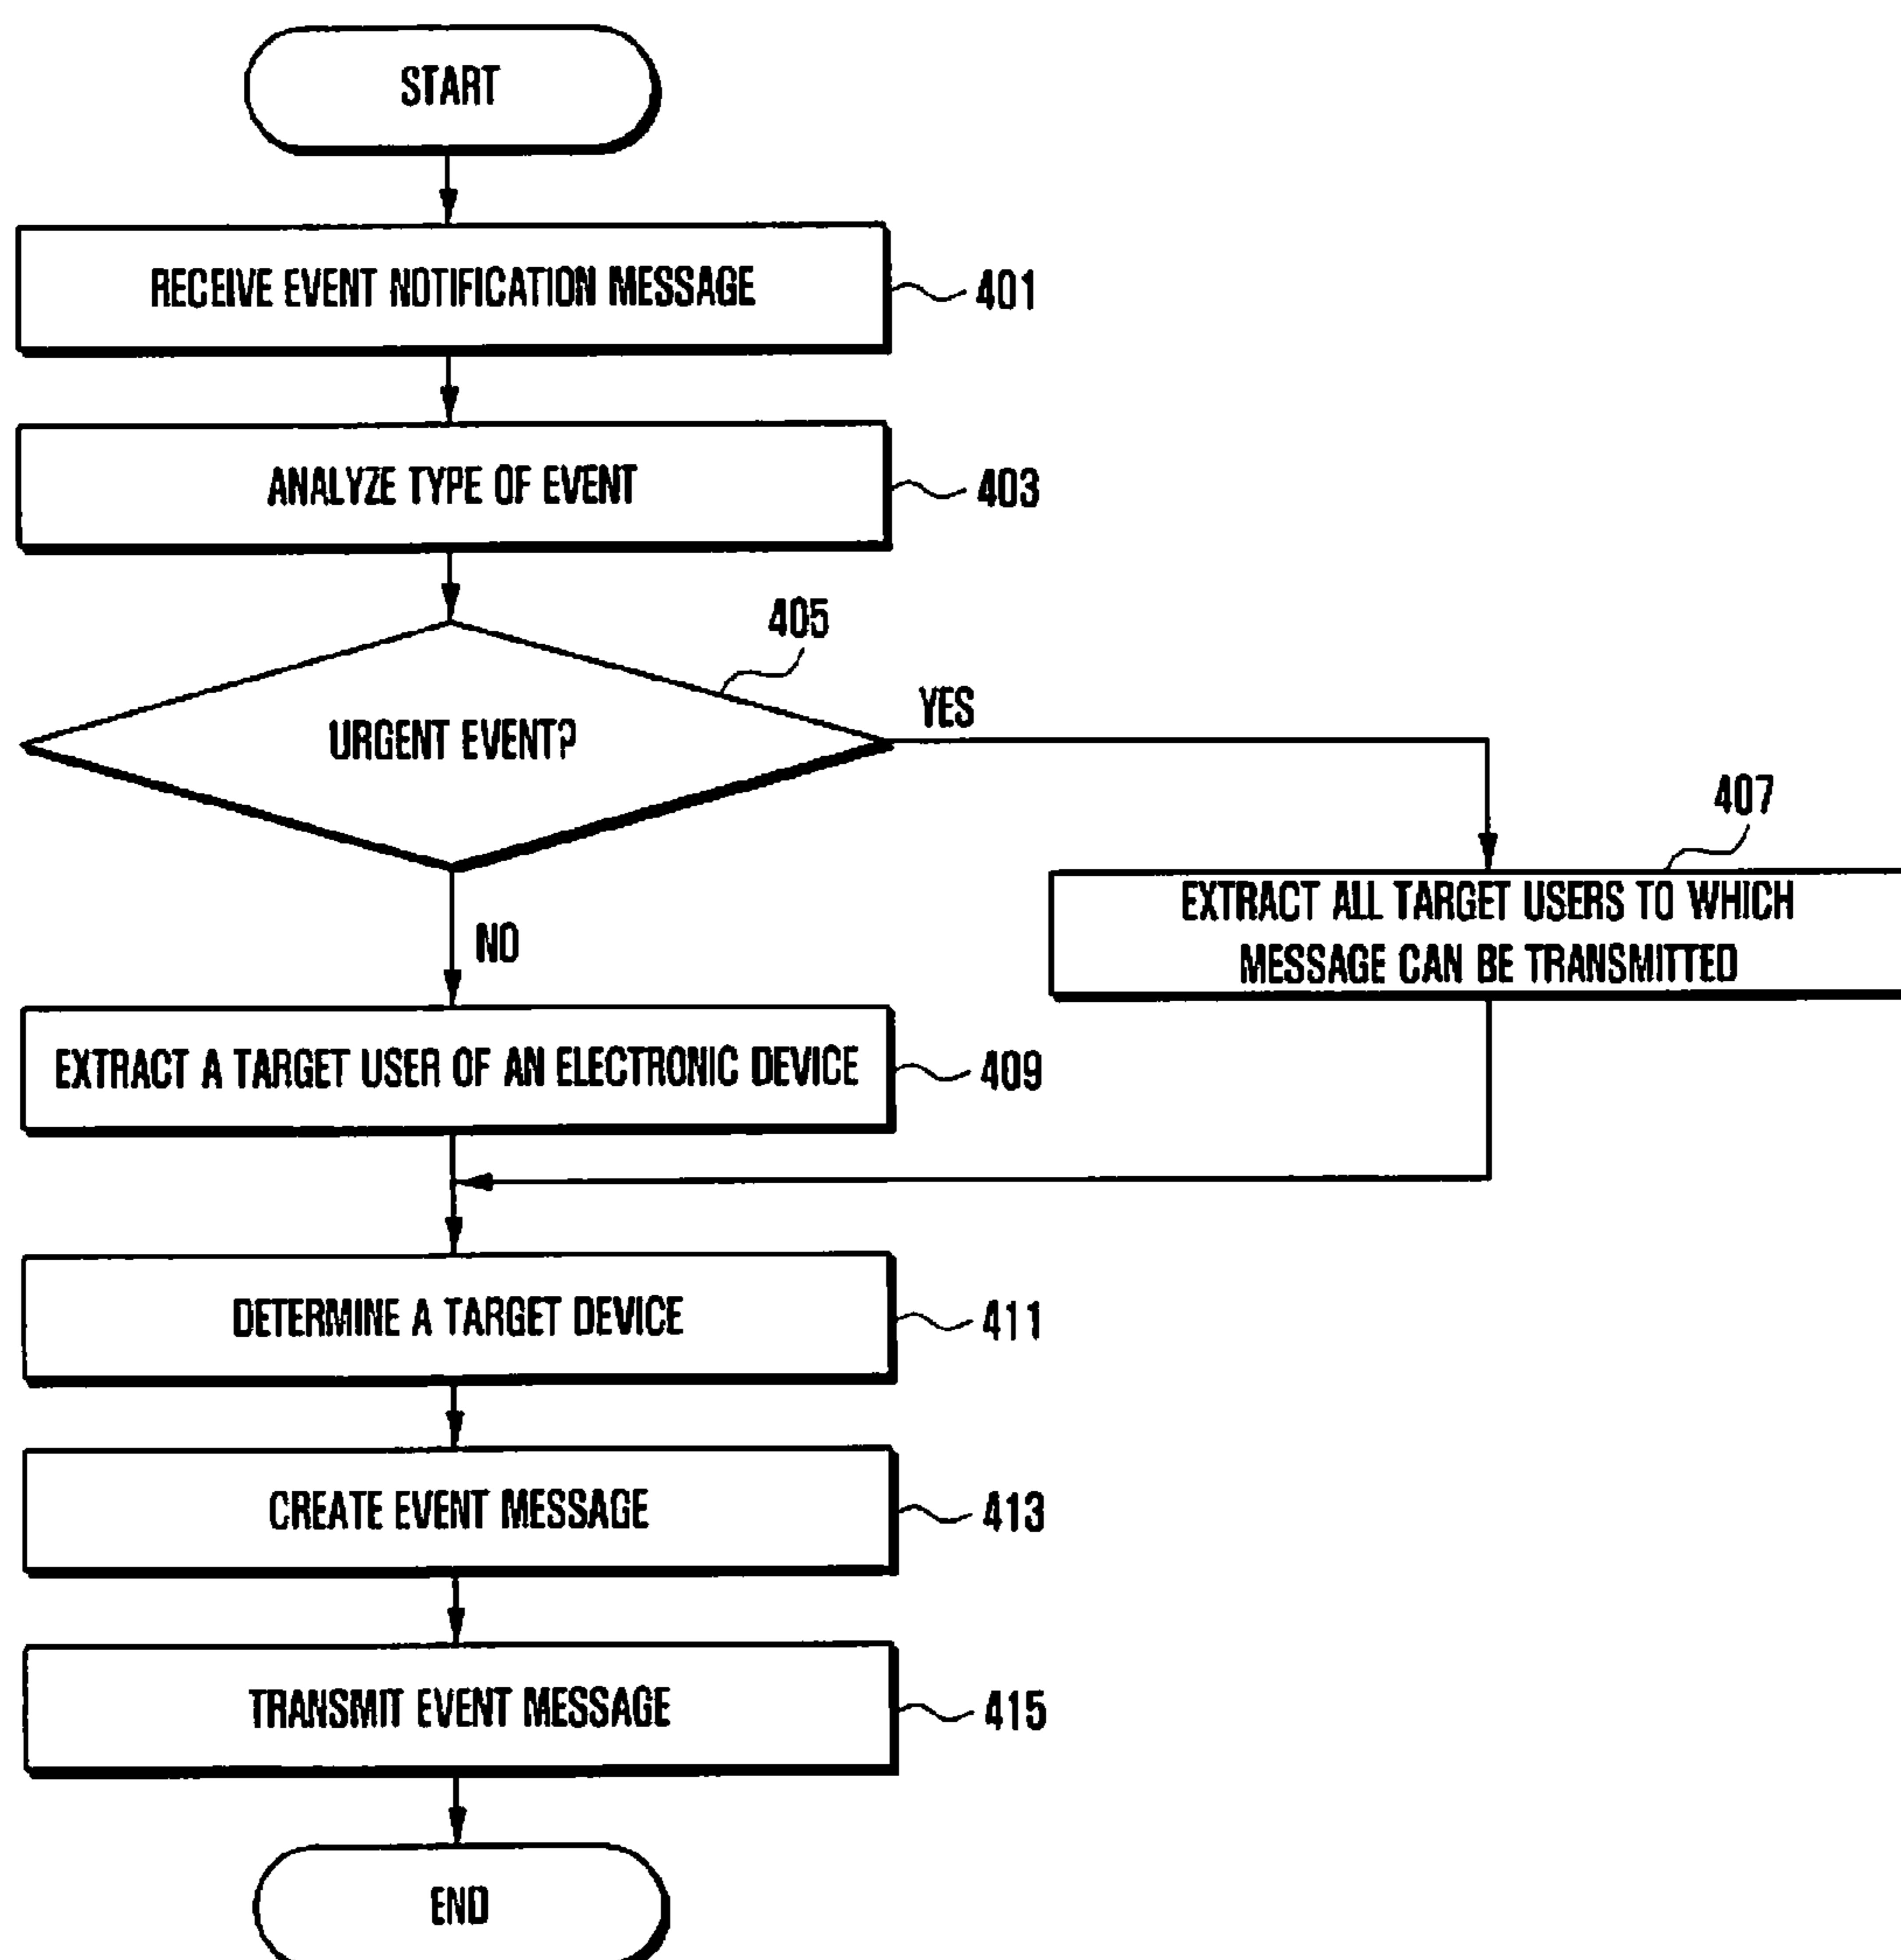 START
RECEIVE EVENT NOTIFICATION MESSAGE
401
ANALYZE TYPE OF EVENT
403
405
URGENT EVENT?
YES
407
EXTRACT ALL TARGET USERS TO WHICH
MESSAGE CAN BE TRANSMITTED
NO
EXTRACT A TARGET USER OF AN ELECTRONIC DEVICE
409
DETERMINE A TARGET DEVICE
411
CREATE EVENT MESSAGE
413
TRANSMIT EVENT MESSAGE
415
END